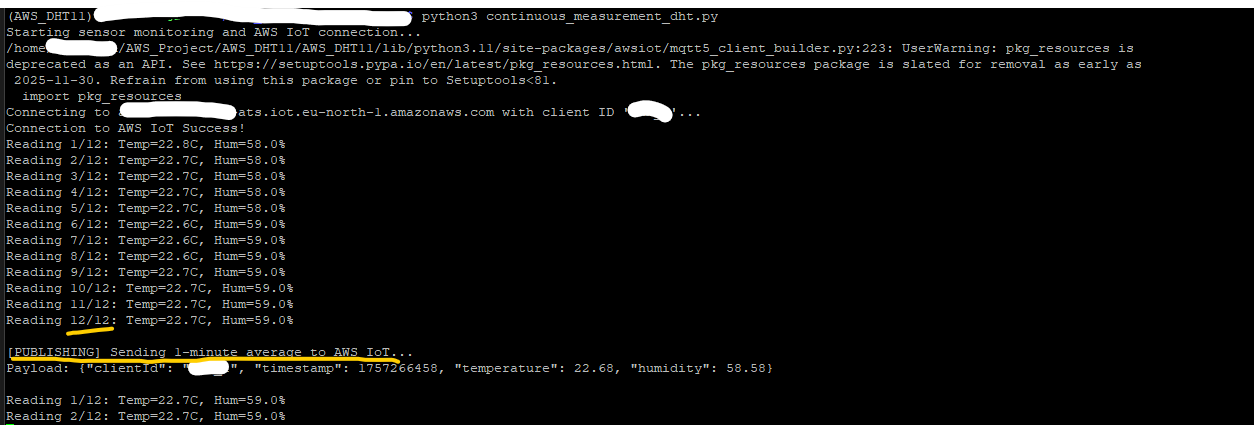 (AWS_DHT11) python3 continuous_measurement_dht.py
Starting sensor monitoring and AWS IoT connection...
/home /AWS_Project/AWS_DHT11/AWS_DHT11/lib/python3.11/site-packages/awsiot/mqtt5_client_builder.py:223: UserWarning: pkg_resources is
deprecated as an API. See https://setuptools.pypa.io/en/latest/pkg_resources.html. The pkg_resources package is slated for removal as early as
2025-11-30. Refrain from using this package or pin to Setuptools<81.
import pkg_resources
Connecting to ats.iot.eu-north-1.amazonaws.com with client ID ' '...
Connection to AWS IoT Success!
Reading 1/12: Temp=22.8C, Hum=58.0%
Reading 2/12: Temp=22.7C, Hum=58.0%
Reading 3/12: Temp=22.7C, Hum=58.0%
Reading 4/12: Temp=22.7C, Hum=58.0%
Reading 5/12: Temp=22.7C, Hum=58.0%
Reading 6/12: Temp=22.6C, Hum=59.0%
Reading 7/12: Temp=22.6C, Hum=59.0%
Reading 8/12: Temp=22.6C, Hum=59.0%
Reading 9/12: Temp=22.7C, Hum=59.0%
Reading 10/12: Temp=22.7C, Hum=59.0%
Reading 11/12: Temp=22.7C, Hum=59.0%
Reading 12/12: Temp=22.7C, Hum=59.0%
[PUBLISHING] Sending 1-minute average to AWS IoT...
Payload: {"clientId": " ", "timestamp": 1757266458, "temperature": 22.68, "humidity": 58.58}
Reading 1/12: Temp=22.7C, Hum=59.0%
Reading 2/12: Temp=22.7C, Hum=59.0%